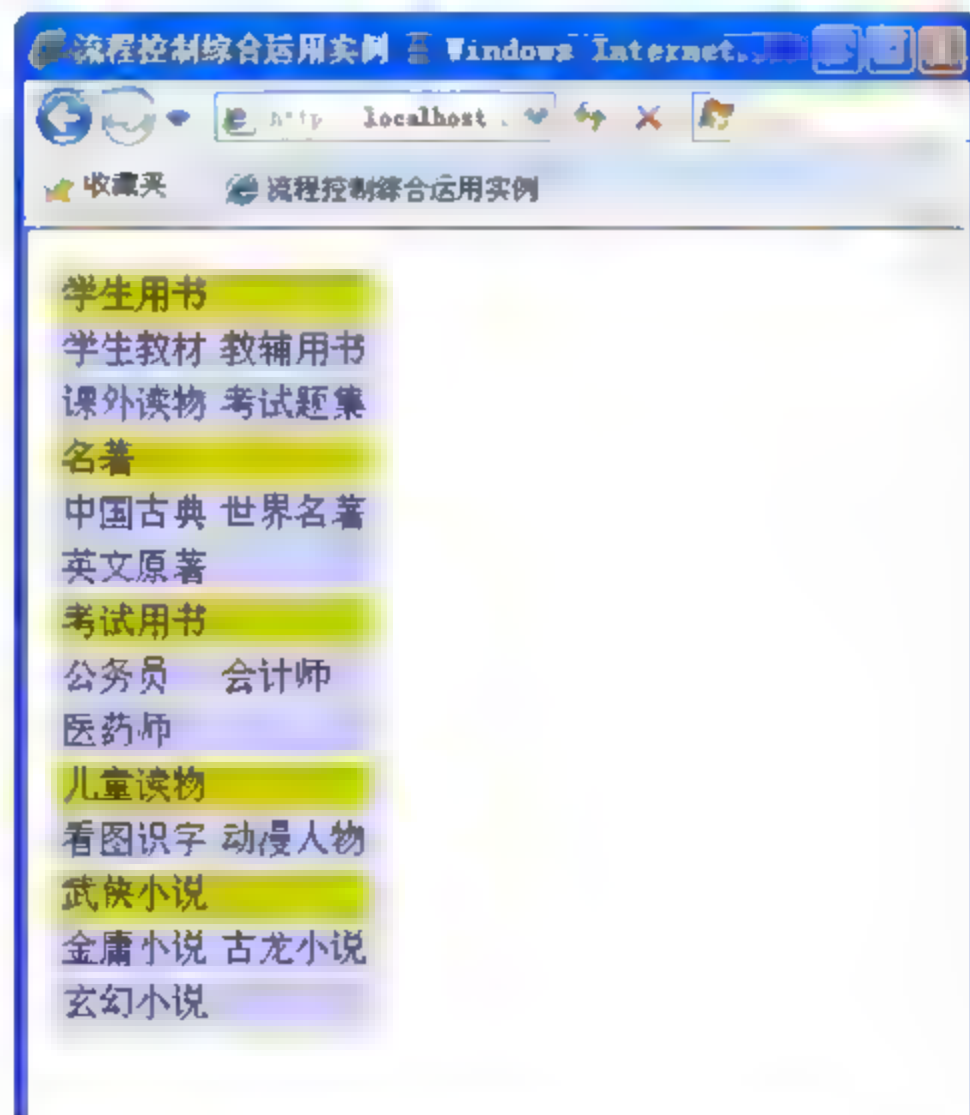 流程控制综合运用实例 Windows Internet
localhost
收藏夹 流程控制综合运用实例
学生用书
学生教材 教辅用书
课外读物 考试题集
名著
中国古典 世界名著
英文原著
考试用书
公务员 会计师
医药师
儿童读物
看图识字 动漫人物
武侠小说
金庸小说 古龙小说
玄幻小说